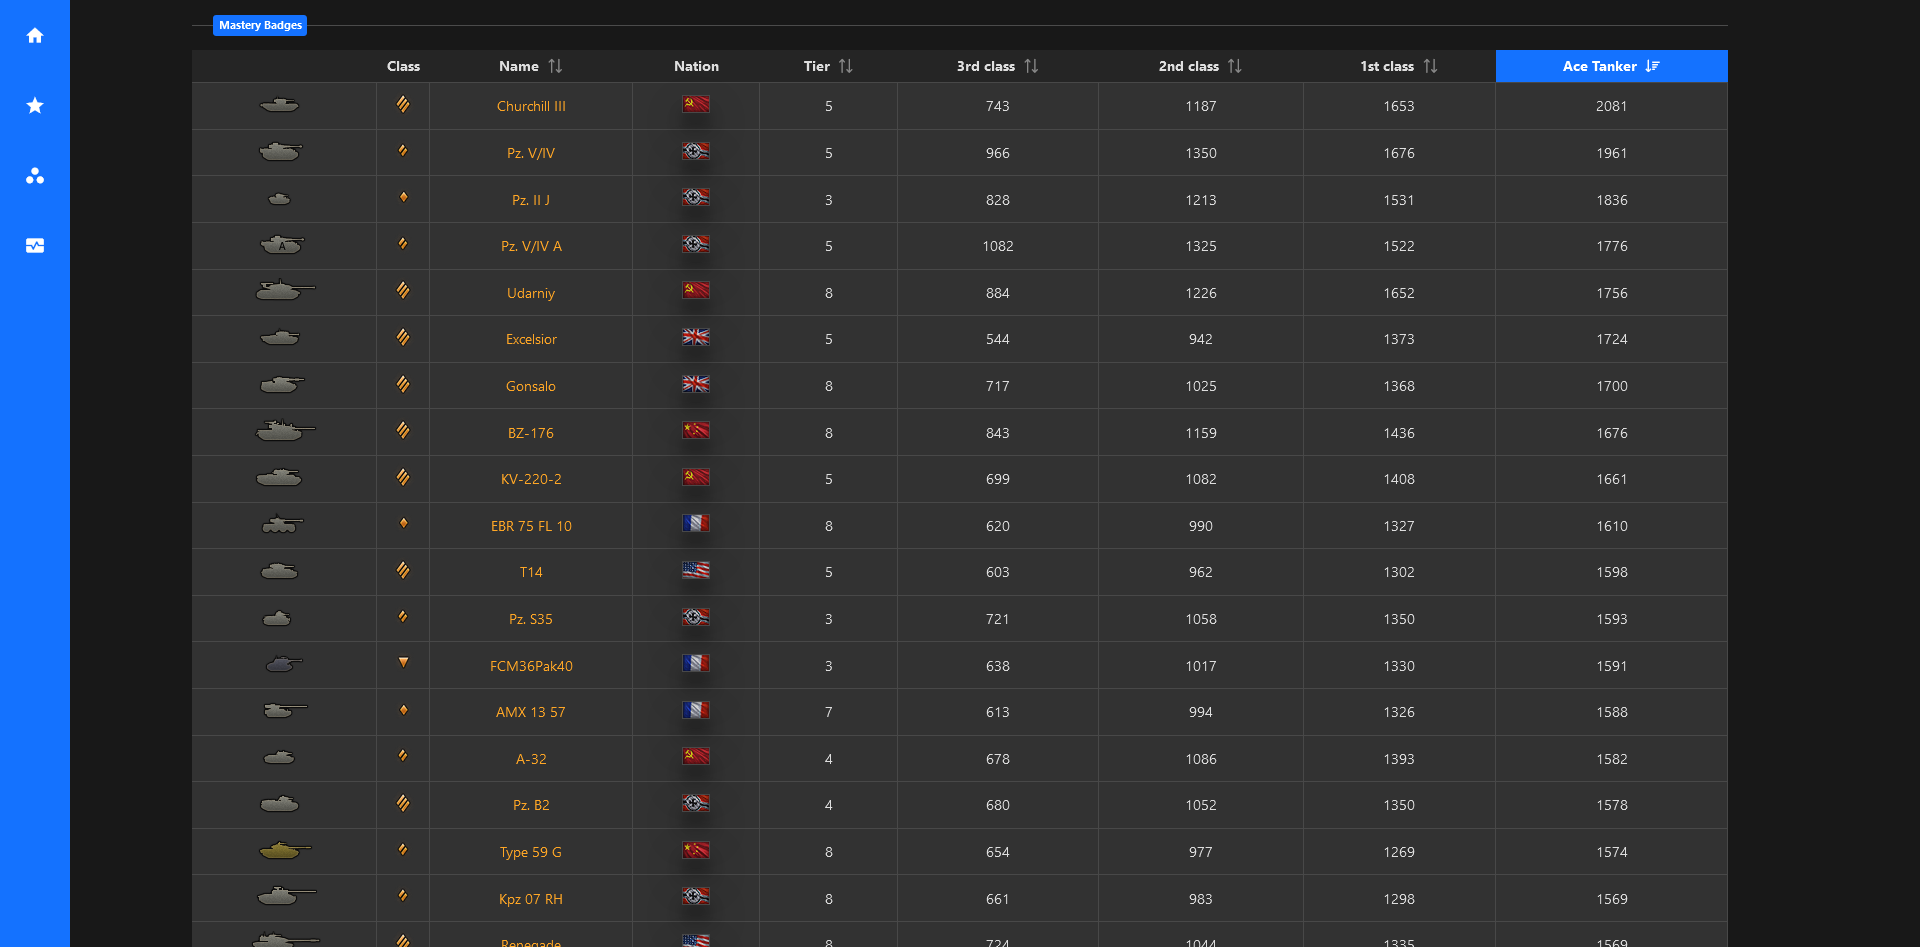 Mastery Badges
Class Name Nation Tier 3rd class 2nd class 1st class Ace Tanker
Churchill III 5 743 1187 1653 2081
Pz. V/IV 5 966 1350 1676 1961
Pz. II J 3 828 1213 1531 1836
A Pz. V/IV A 5 1082 1325 1522 1776
Udarniy 8 884 1226 1652 1756
Excelsior 5 544 942 1373 1724
Gonsalo 8 717 1025 1368 1700
BZ-176 8 843 1159 1436 1676
KV-220-2 5 699 1082 1408 1661
EBR 75 FL 10 8 620 990 1327 1610
T14 5 603 962 1302 1598
Pz. S35 3 721 1058 1350 1593
FCM36Pak40 3 638 1017 1330 1591
AMX 13 57 7 613 994 1326 1588
A-32 4 678 1086 1393 1582
Pz. B2 4 680 1052 1350 1578
Type 59 G 8 654 977 1269 1574
Kpz 07 RH 8 661 983 1298 1569
Renegade 8 724 1044 1335 1569